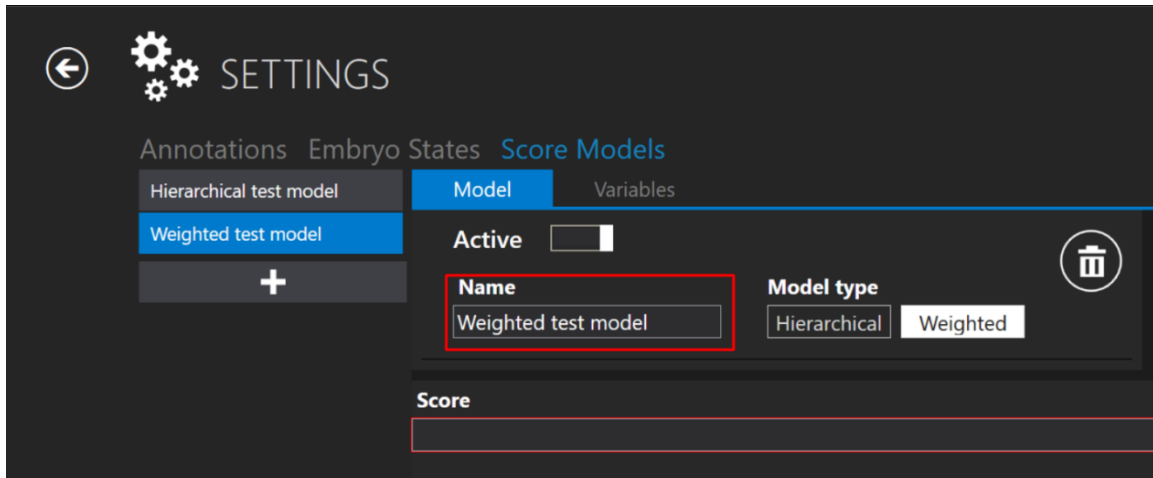 SETTINGS
Annotations Embryo States Score Models
Hierarchical test model
Weighted test model
Model Variables
Active
Name
Weighted test model
Model type
Hierarchical Weighted
Score